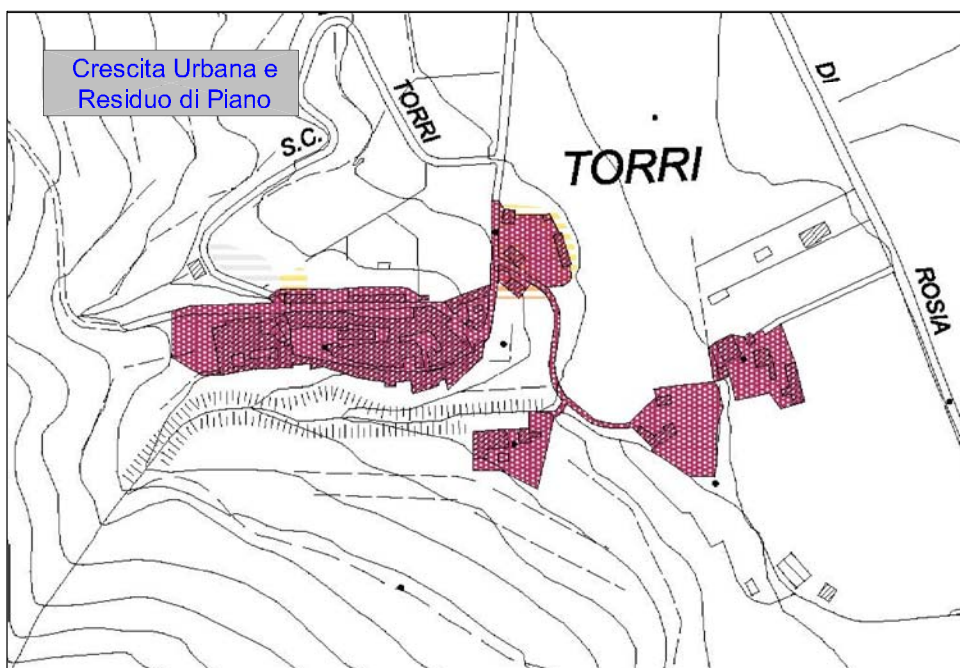 Crescita Urbana e
Residuo di Piano
S.C. TORRI
TORRI
DI ROSIA